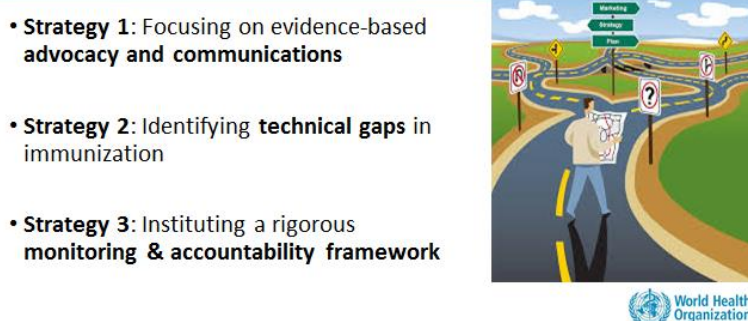 • Strategy 1: Focusing on evidence-based
advocacy and communications
• Strategy 2: Identifying technical gaps in
immunization
• Strategy 3: Instituting a rigorous
monitoring & accountability framework
Marketing
Strategy
Plan
?
World Health
Organization